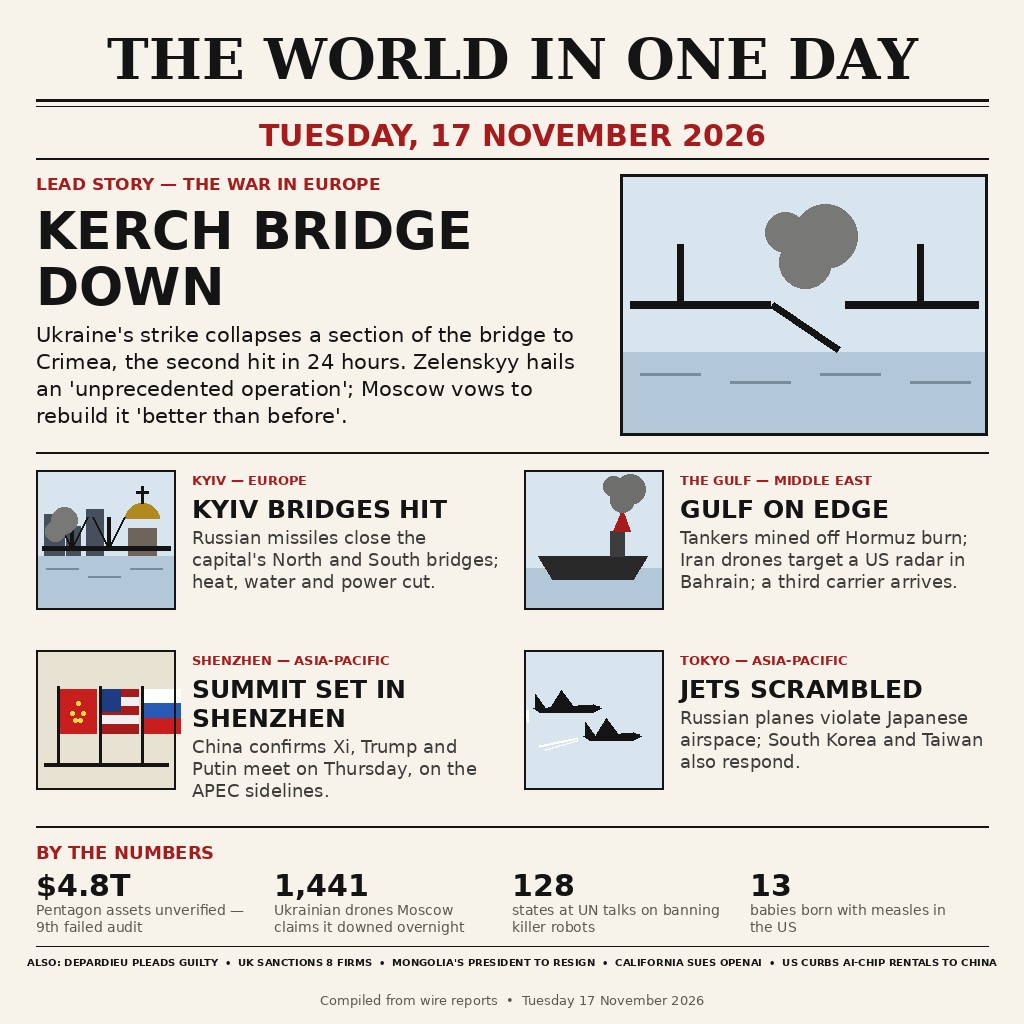 THE WORLD IN ONE DAY
TUESDAY, 17 NOVEMBER 2026
LEAD STORY — THE WAR IN EUROPE
KERCH BRIDGE
DOWN
Ukraine's strike collapses a section of the bridge to
Crimea, the second hit in 24 hours. Zelenskyy hails
an 'unprecedented operation'; Moscow vows to
rebuild it 'better than before'.
KYIV — EUROPE
KYIV BRIDGES HIT
Russian missiles close the
capital's North and South bridges;
heat, water and power cut.
THE GULF — MIDDLE EAST
GULF ON EDGE
Tankers mined off Hormuz burn;
Iran drones target a US radar in
Bahrain; a third carrier arrives.
SHENZHEN — ASIA-PACIFIC
SUMMIT SET IN
SHENZHEN
China confirms Xi, Trump and
Putin meet on Thursday, on the
APEC sidelines.
TOKYO — ASIA-PACIFIC
JETS SCRAMBLED
Russian planes violate Japanese
airspace; South Korea and Taiwan
also respond.
BY THE NUMBERS
$4.8T
Pentagon assets unverified —
9th failed audit
1,441
Ukrainian drones Moscow
claims it downed overnight
128
states at UN talks on banning
killer robots
13
babies born with measles in
the US
ALSO: DEPARDIEU PLEADS GUILTY • UK SANCTIONS 8 FIRMS • MONGOLIA'S PRESIDENT TO RESIGN • CALIFORNIA SUES OPENAI • US CURBS AI-CHIP RENTALS TO CHINA
Compiled from wire reports • Tuesday 17 November 2026